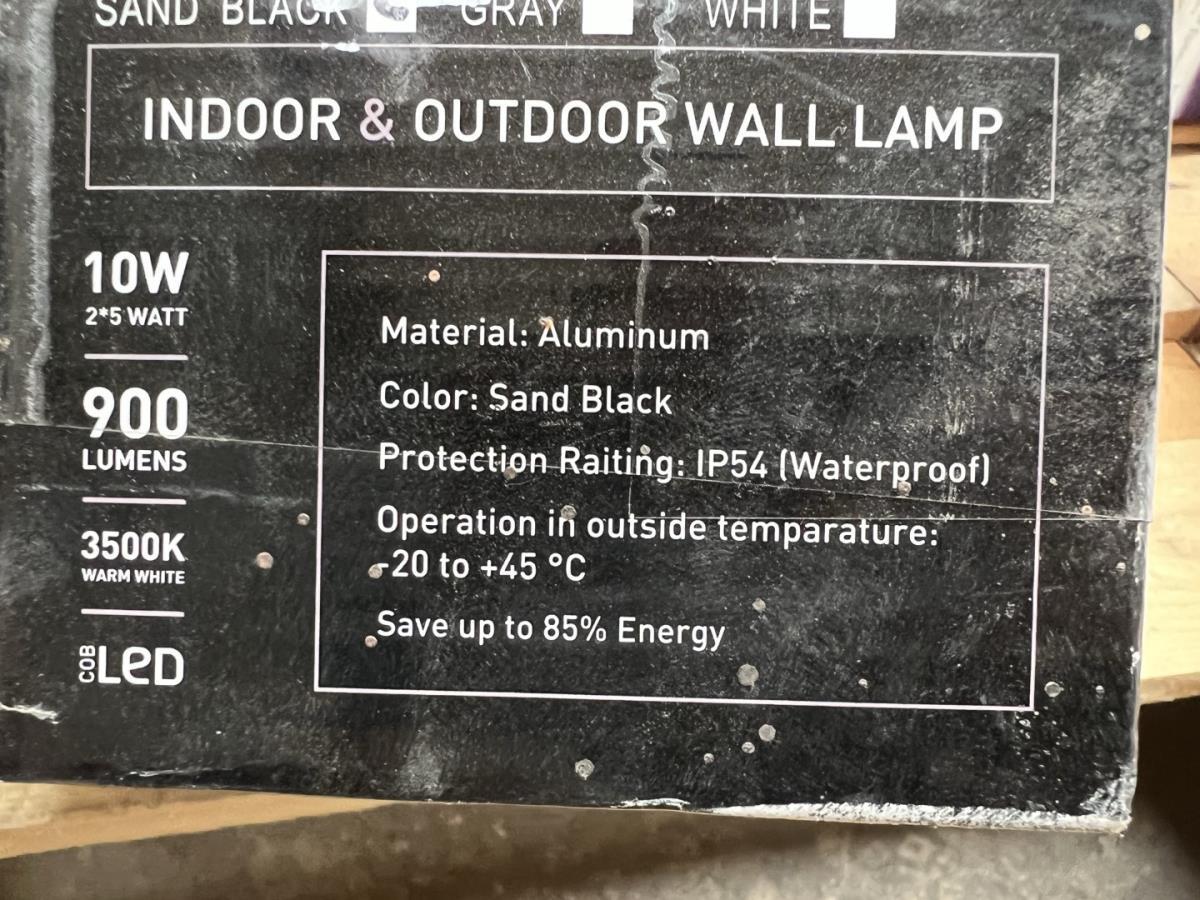 SAND BLACK GRAY WHITE
INDOOR & OUTDOOR WALL LAMP
10W
2*5 WATT
900
LUMENS
3500K
WARM WHITE
COB LED
Material: Aluminum
Color: Sand Black
Protection Raiting: IP54 (Waterproof)
Operation in outside temparature:
-20 to +45 °C
Save up to 85% Energy